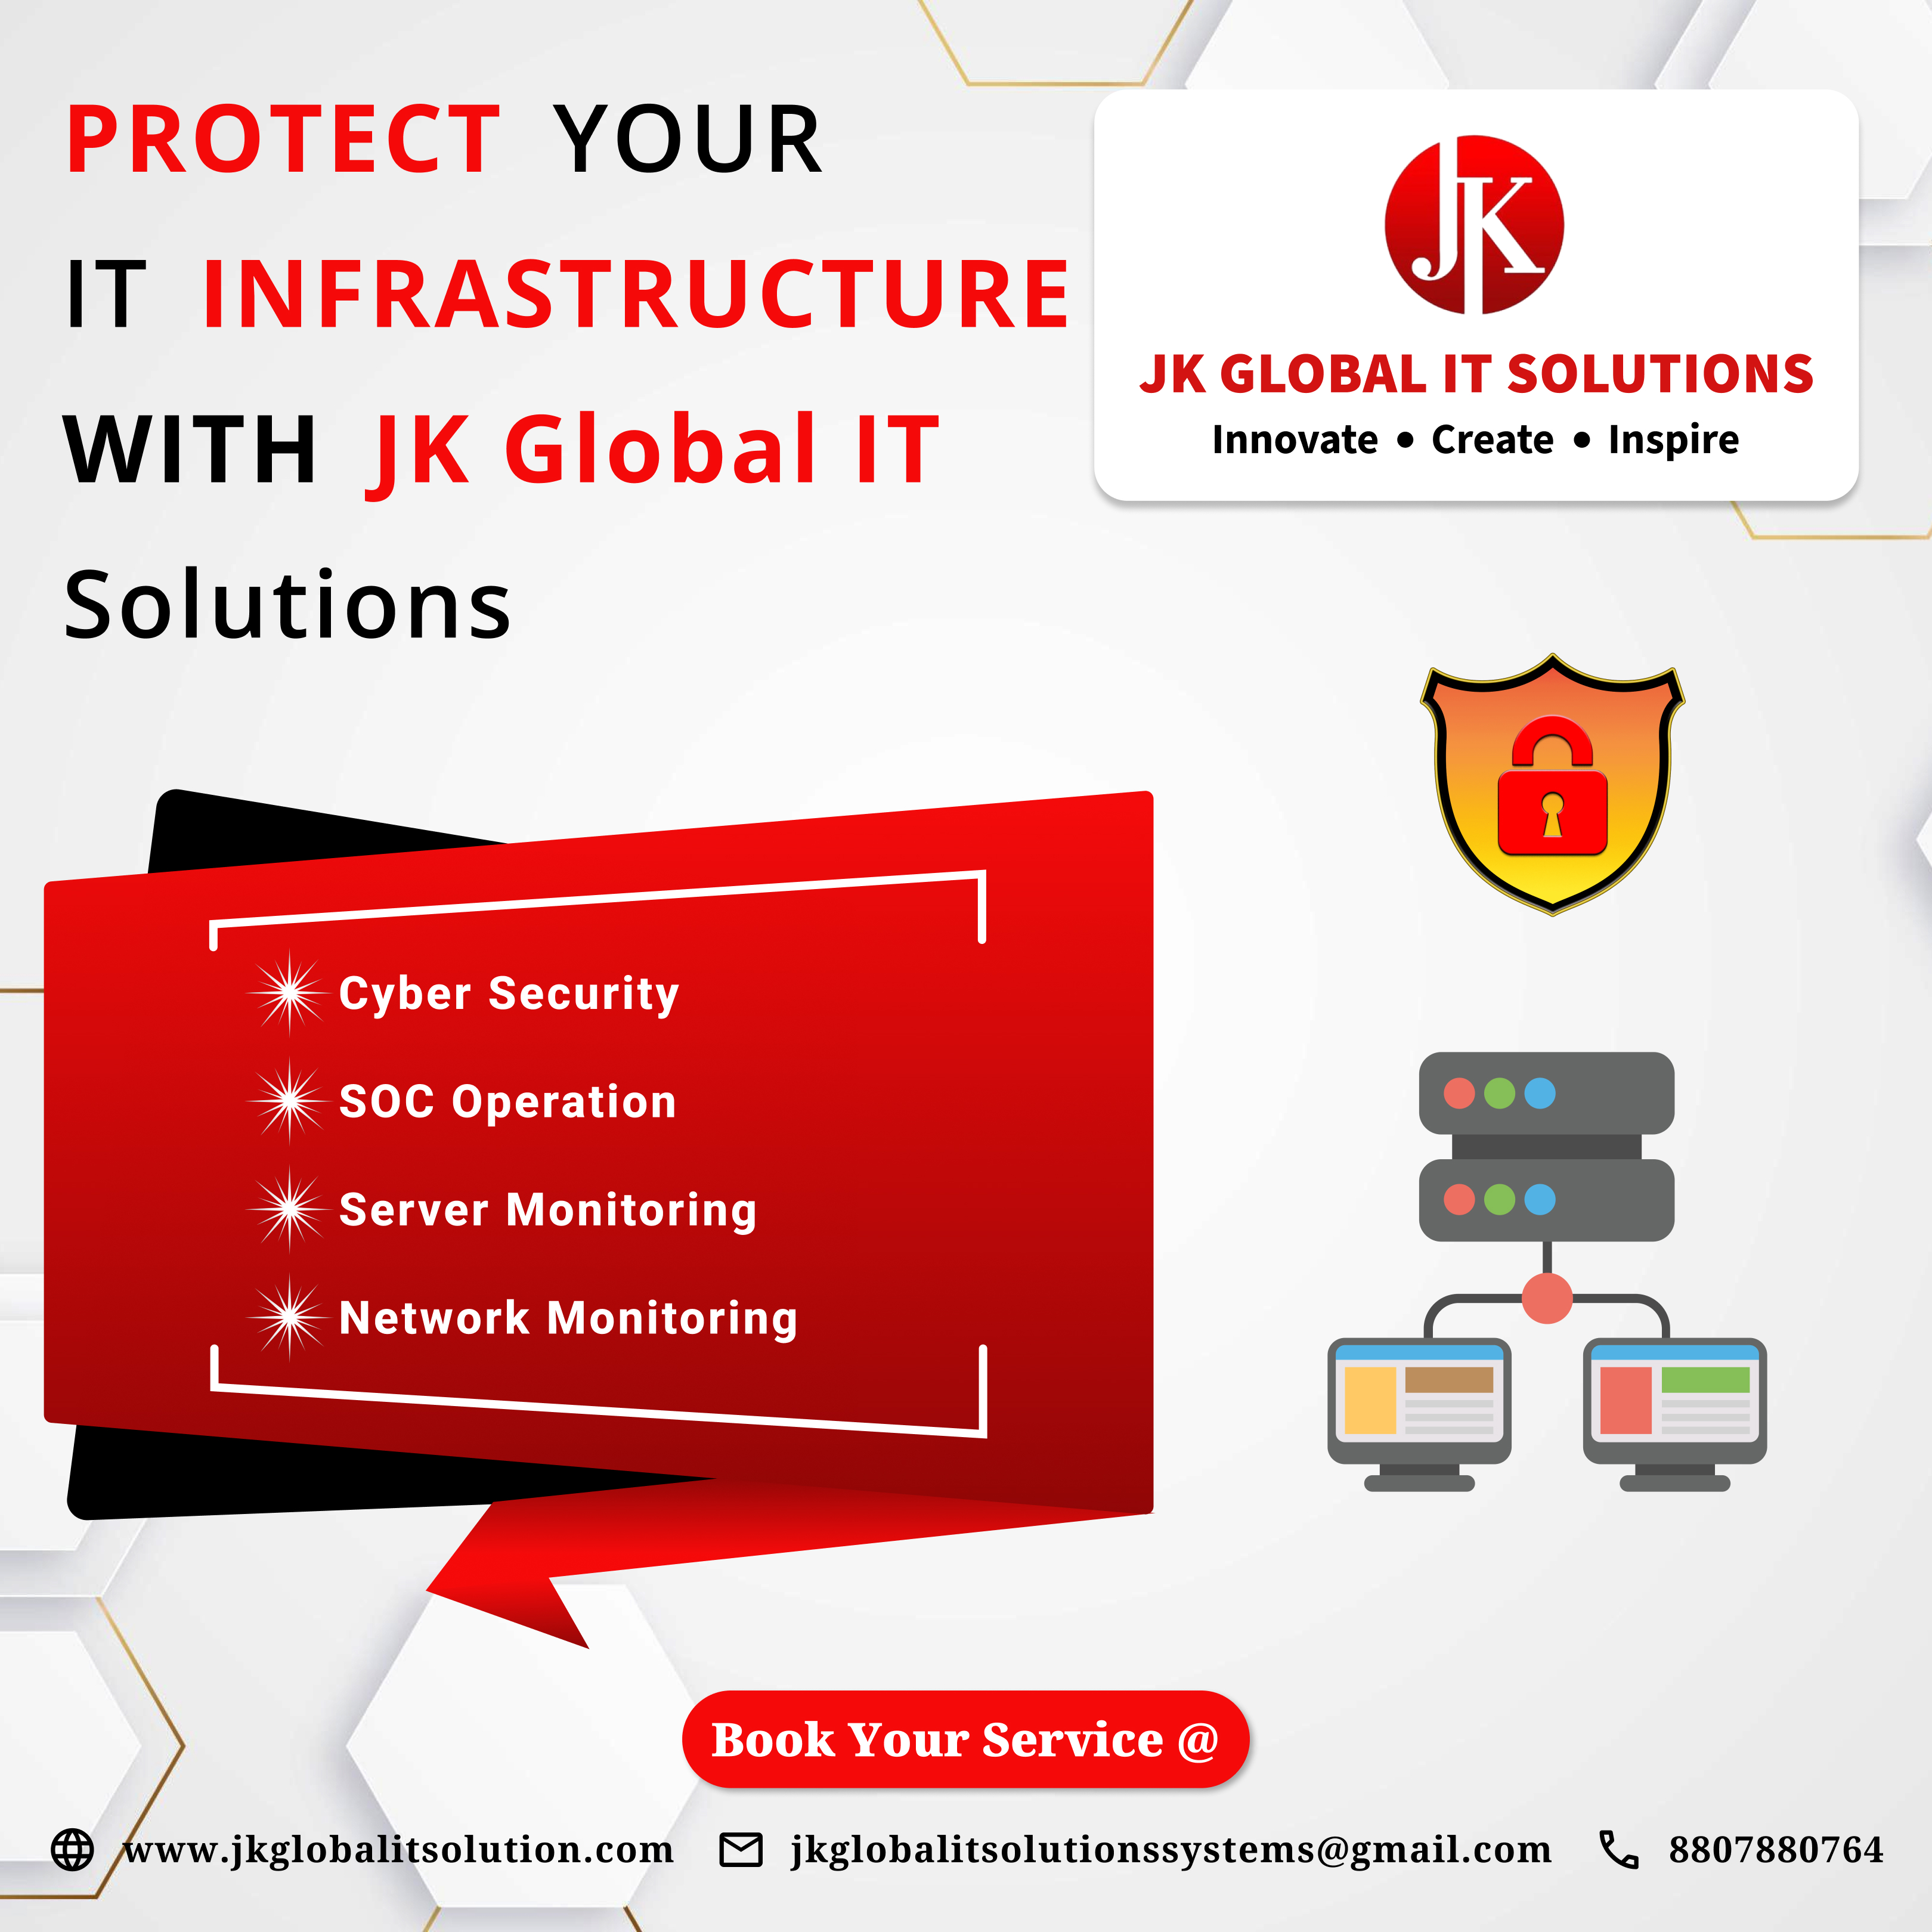 PROTECT YOUR
IT INFRASTRUCTURE
WITH JK Global IT
Solutions
JK
JK GLOBAL IT SOLUTIONS
Innovate • Create • Inspire
Cyber Security
SOC Operation
Server Monitoring
Network Monitoring
Book Your Service @
www.jkglobalitsolution.com
jkglobalitsolutionssystems@gmail.com
8807880764